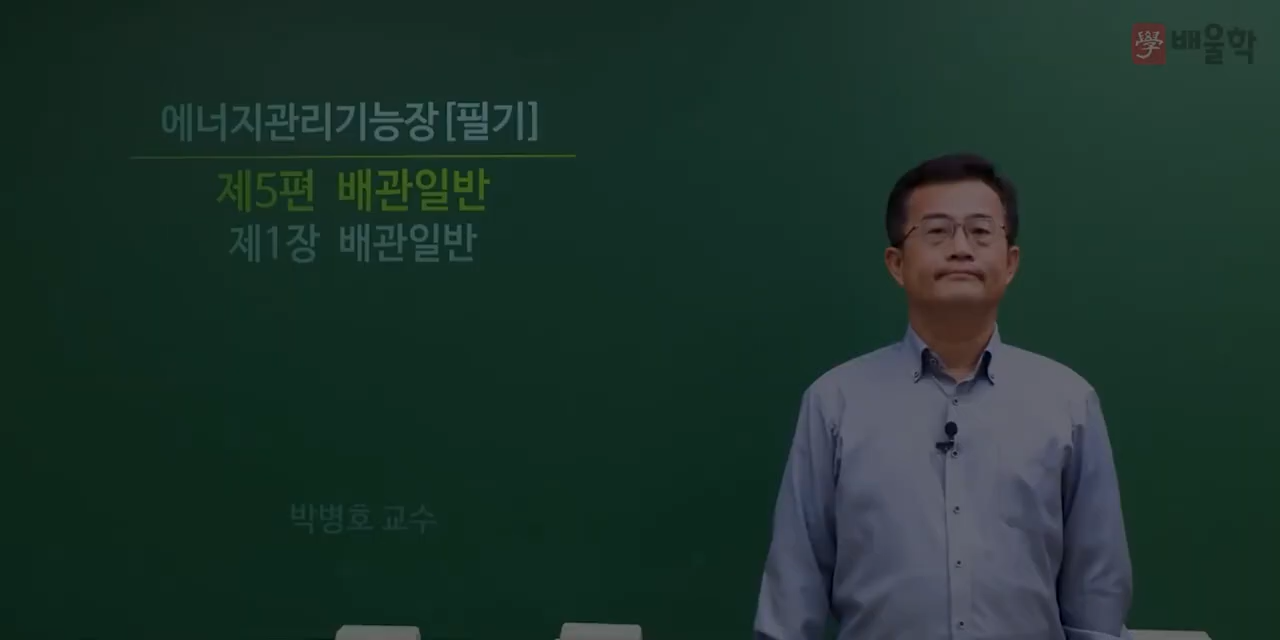 學 배울학
에너지관리기능장[필기]
제5편 배관일반
제1장 배관일반
박병호 교수